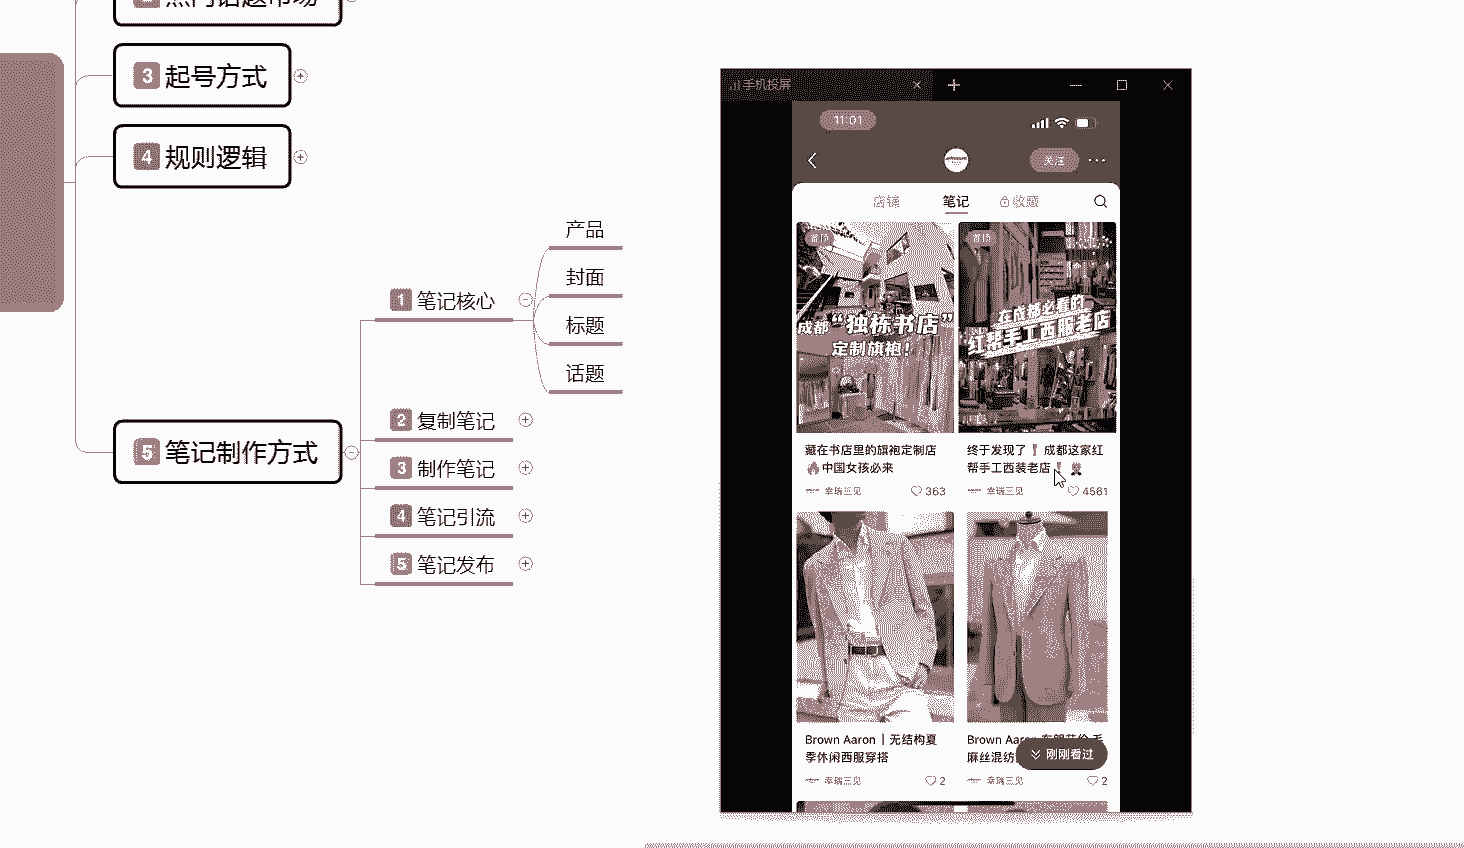 热门话题市场
3 起号方式
4 规则逻辑
5 笔记制作方式
1 笔记核心
产品
封面
标题
话题
2 复制笔记
3 制作笔记
4 笔记引流
5 笔记发布
手机投屏
11:01
关注
店铺
笔记
收藏
置顶
成都“独栋书店”
定制旗袍!
置顶
在成都必看的
红帮手工西服老店
藏在书店里的旗袍定制店
🔥中国女孩必来
幸瑞三见
363
终于发现了❗成都这家红
帮手工西装老店❗
幸瑞三见
4561
Brown Aaron | 无结构夏
季休闲西服穿搭
幸瑞三见
2
Brown Aar
麻丝混纺
幸瑞三见
2
刚刚看过